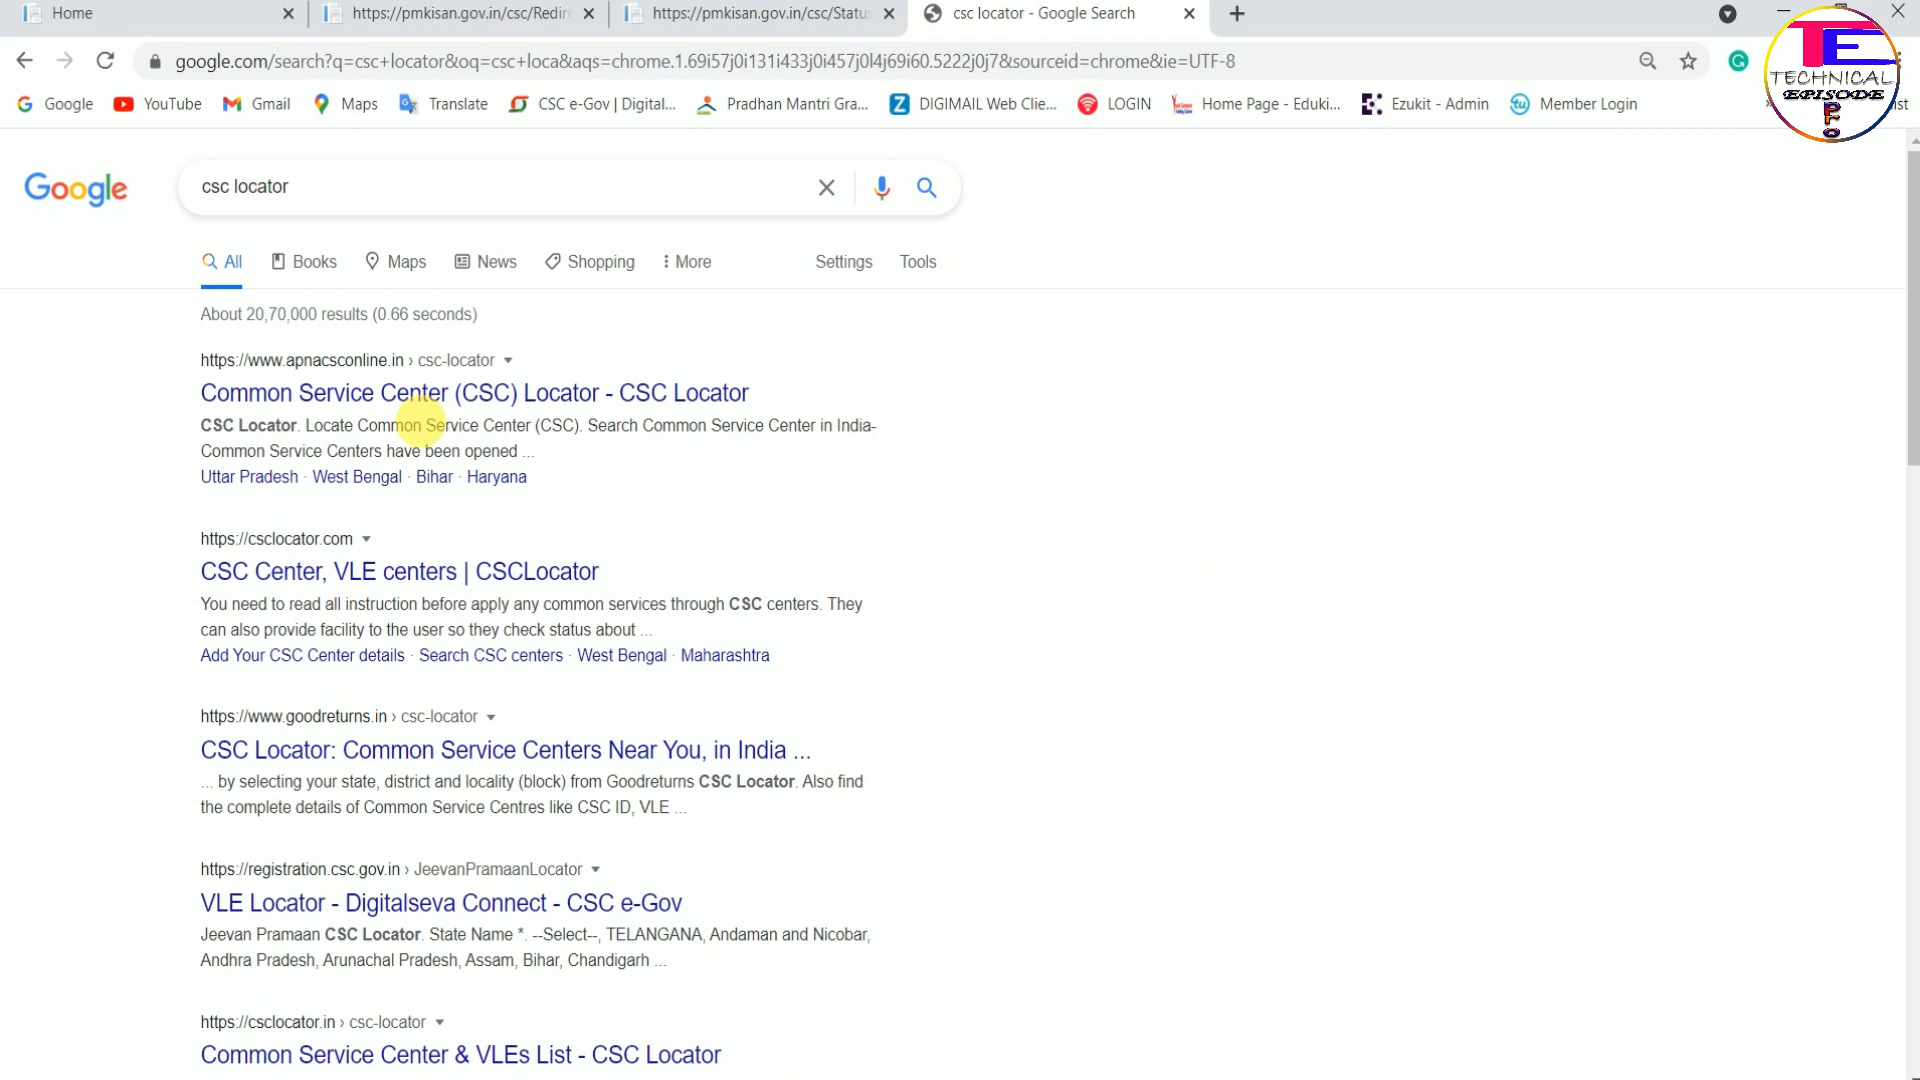 Home
https://pmkisan.gov.in/csc/Redire
https://pmkisan.gov.in/csc/Status
csc locator - Google Search
google.com/search?q=csc+locator&oq=csc+loca&aqs=chrome.1.69i57j0i131i433j0i457j0l4j69i60.5222j0j7&sourceid=chrome&ie=UTF-8
Google
YouTube
Gmail
Maps
Translate
CSC e-Gov | Digital...
Pradhan Mantri Gra...
DIGIMAIL Web Clie...
LOGIN
Home Page - Eduki...
Ezukit - Admin
Member Login
TE
TECHNICAL
EPISODE
PFO
Google
csc locator
All
Books
Maps
News
Shopping
More
Settings
Tools
About 20,70,000 results (0.66 seconds)
https://www.apnacsconline.in › csc-locator
Common Service Center (CSC) Locator - CSC Locator
CSC Locator. Locate Common Service Center (CSC). Search Common Service Center in India-
Common Service Centers have been opened ...
Uttar Pradesh · West Bengal · Bihar · Haryana
https://csclocator.com
CSC Center, VLE centers | CSCLocator
You need to read all instruction before apply any common services through CSC centers. They
can also provide facility to the user so they check status about ...
Add Your CSC Center details · Search CSC centers · West Bengal · Maharashtra
https://www.goodreturns.in › csc-locator
CSC Locator: Common Service Centers Near You, in India ...
... by selecting your state, district and locality (block) from Goodreturns CSC Locator. Also find
the complete details of Common Service Centres like CSC ID, VLE ...
https://registration.csc.gov.in › JeevanPramaanLocator
VLE Locator - Digitalseva Connect - CSC e-Gov
Jeevan Pramaan CSC Locator. State Name *. --Select--, TELANGANA, Andaman and Nicobar,
Andhra Pradesh, Arunachal Pradesh, Assam, Bihar, Chandigarh ...
https://csclocator.in › csc-locator
Common Service Center & VLEs List - CSC Locator